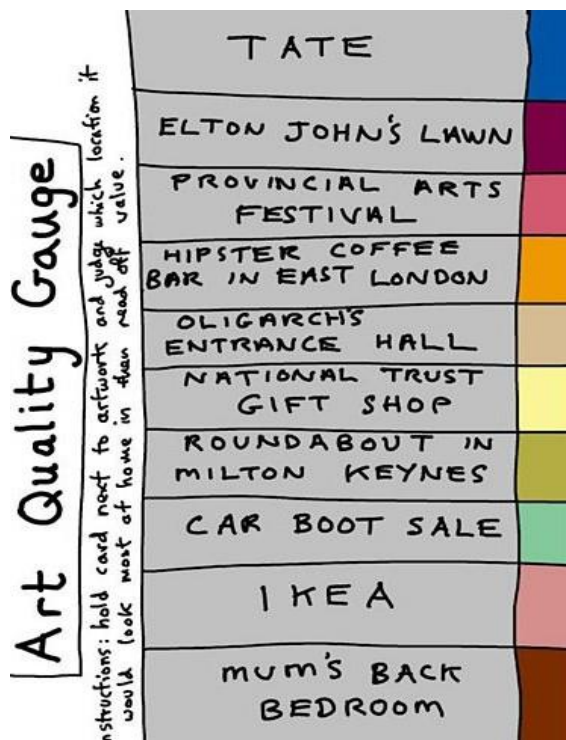 Art Quality Gauge
nstructions: hold card next to artwork and judge which location it
would look most at home in then read off value.
TATE
ELTON JOHN'S LAWN
PROVINCIAL ARTS
FESTIVAL
HIPSTER COFFEE
BAR IN EAST LONDON
OLIGARCH'S
ENTRANCE HALL
NATIONAL TRUST
GIFT SHOP
ROUNDABOUT IN
MILTON KEYNES
CAR BOOT SALE
IKEA
MUM'S BACK
BEDROOM